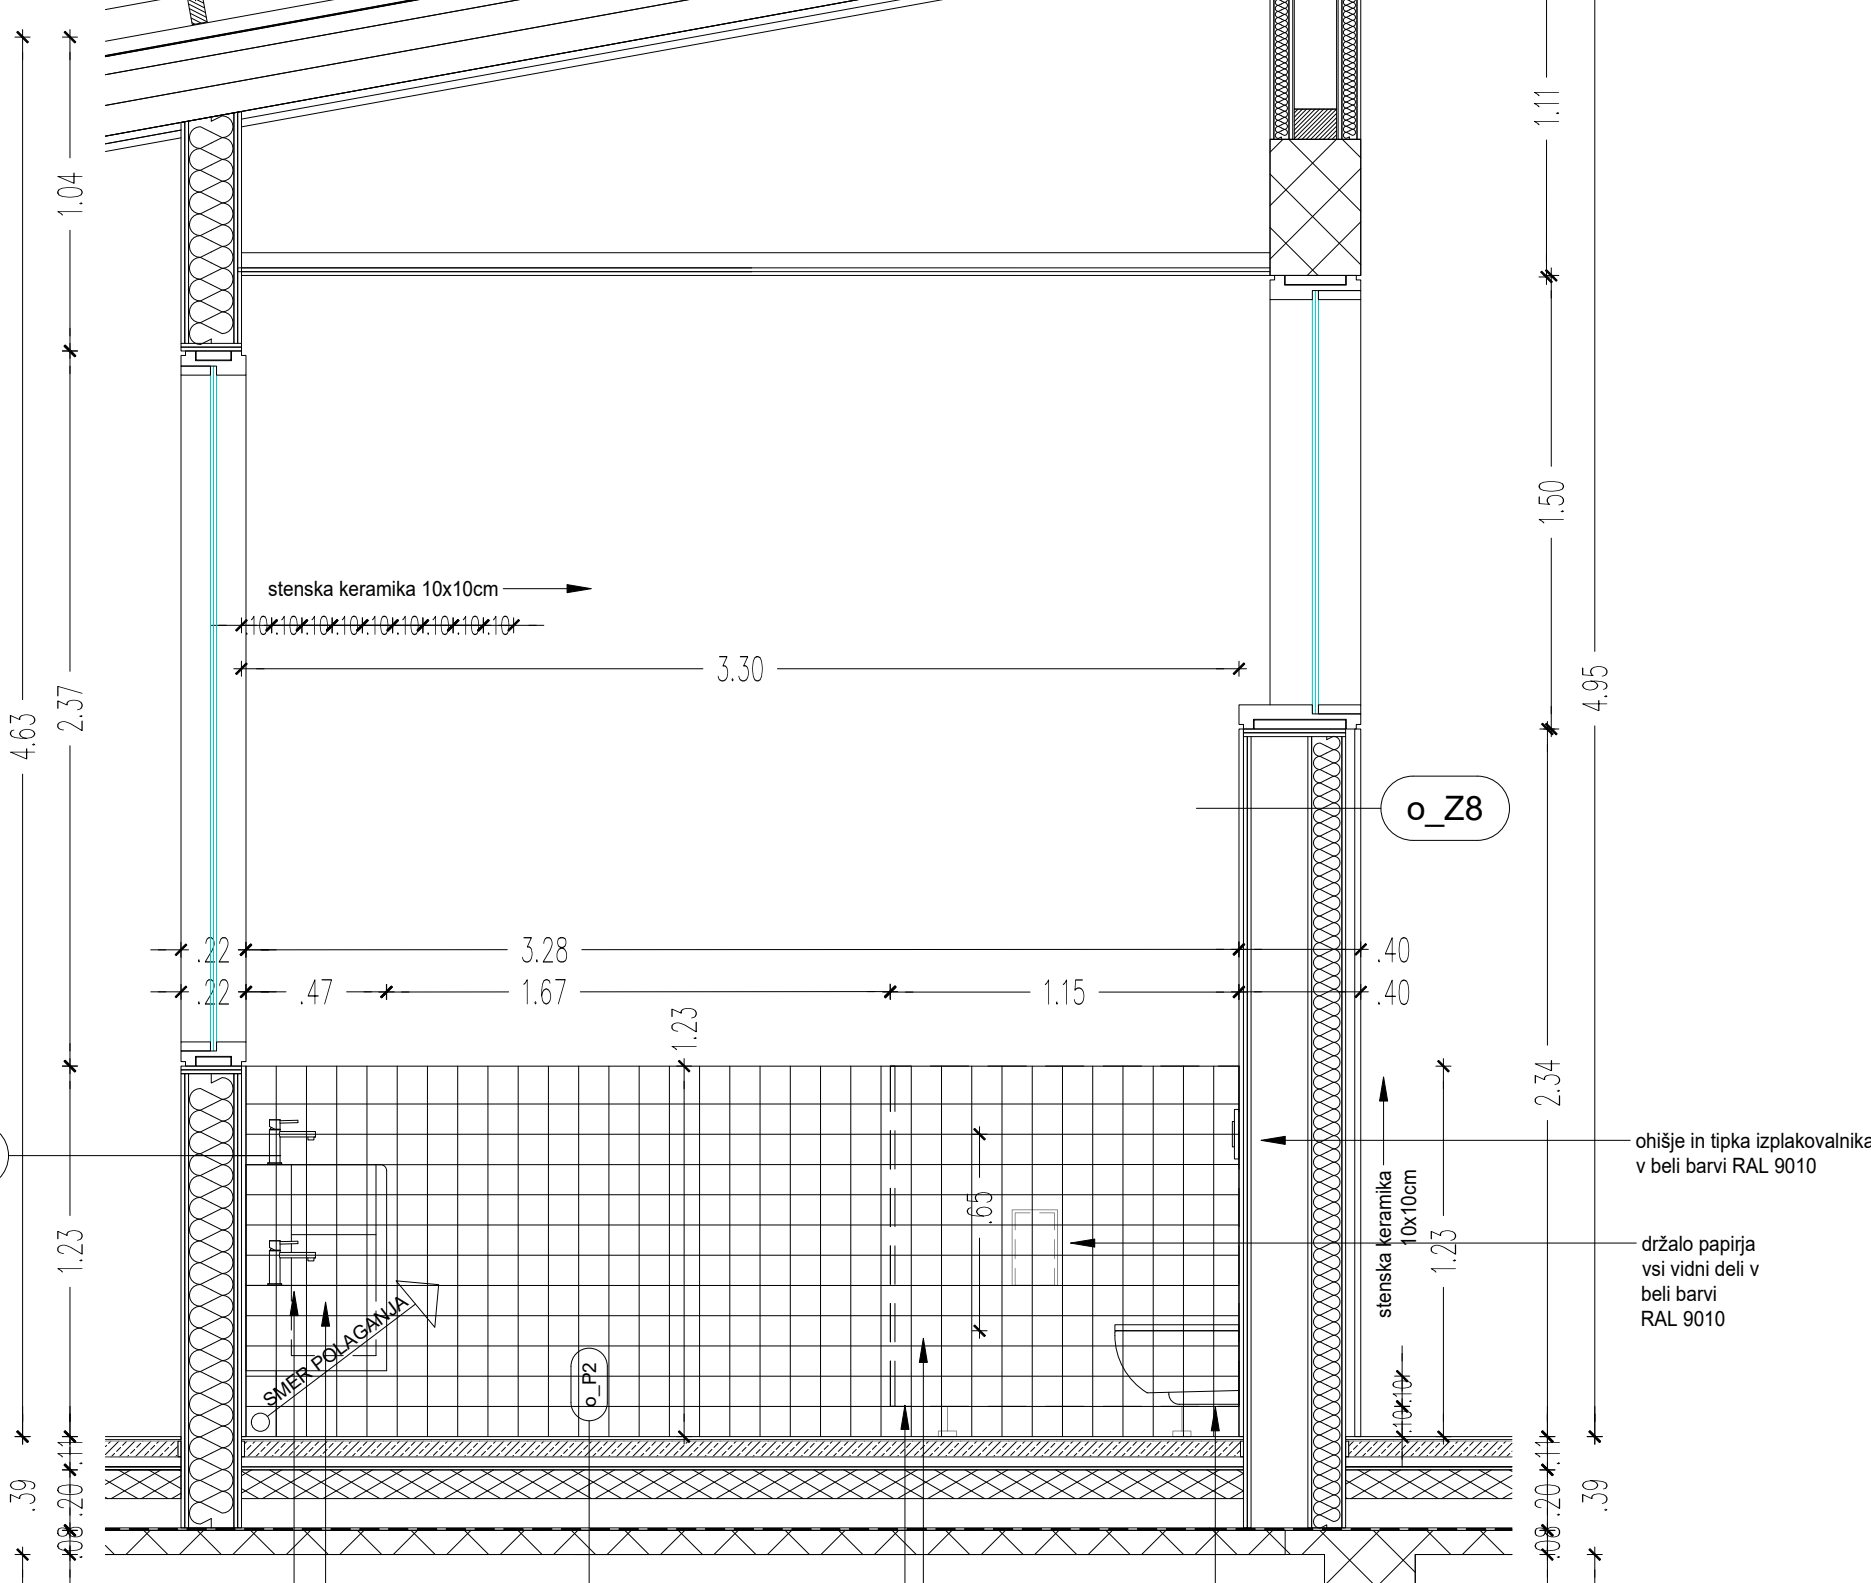 1.11
1.04
stenska keramika 10x10cm
.10 .10 .10 .10 .10 .10 .10 .10 .10
3.30
1.50
4.95
2.37
4.63
o_Z8
.22
3.28
.40
.22
.47
1.67
1.15
.40
1.23
2.34
ohišje in tipka izplakovalnika
v beli barvi RAL 9010
.65
stenska keramika
10x10cm
1.23
1.23
držalo papirja
vsi vidni deli v
beli barvi
RAL 9010
SMER POLAGANJA
o_P2
.10 .10
.11
.20
.08
.39
.11
.20
.08
.39